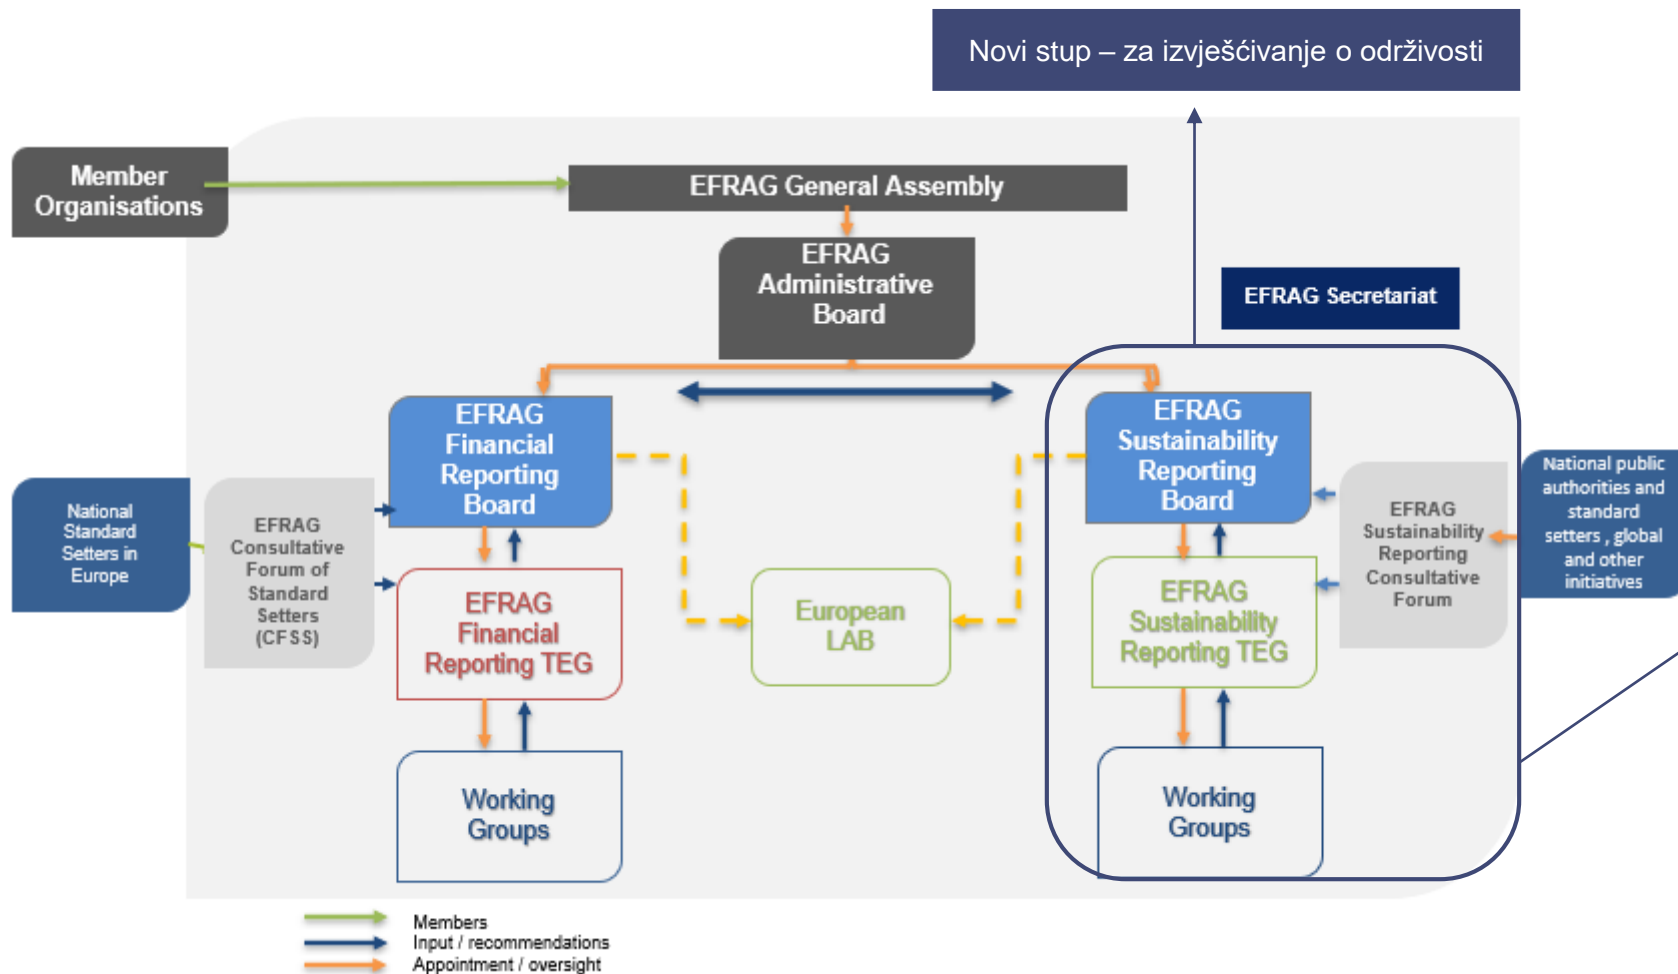 Novi stup – za izvješćivanje o održivosti
Member
Organisations
EFRAG General Assembly
EFRAG
Administrative
Board
EFRAG Secretariat
EFRAG
Financial
Reporting
Board
EFRAG
Sustainability
Reporting
Board
National
Standard
Setters in
Europe
EFRAG
Consultative
Forum of
Standard
Setters
(CFSS)
EFRAG
Sustainability
Reporting
Consultative
Forum
National public
authorities and
standard
setters , global
and other
initiatives
EFRAG
Financial
Reporting TEG
European
LAB
EFRAG
Sustainability
Reporting TEG
Working
Groups
Working
Groups
Members
Input / recommendations
Appointment / oversight